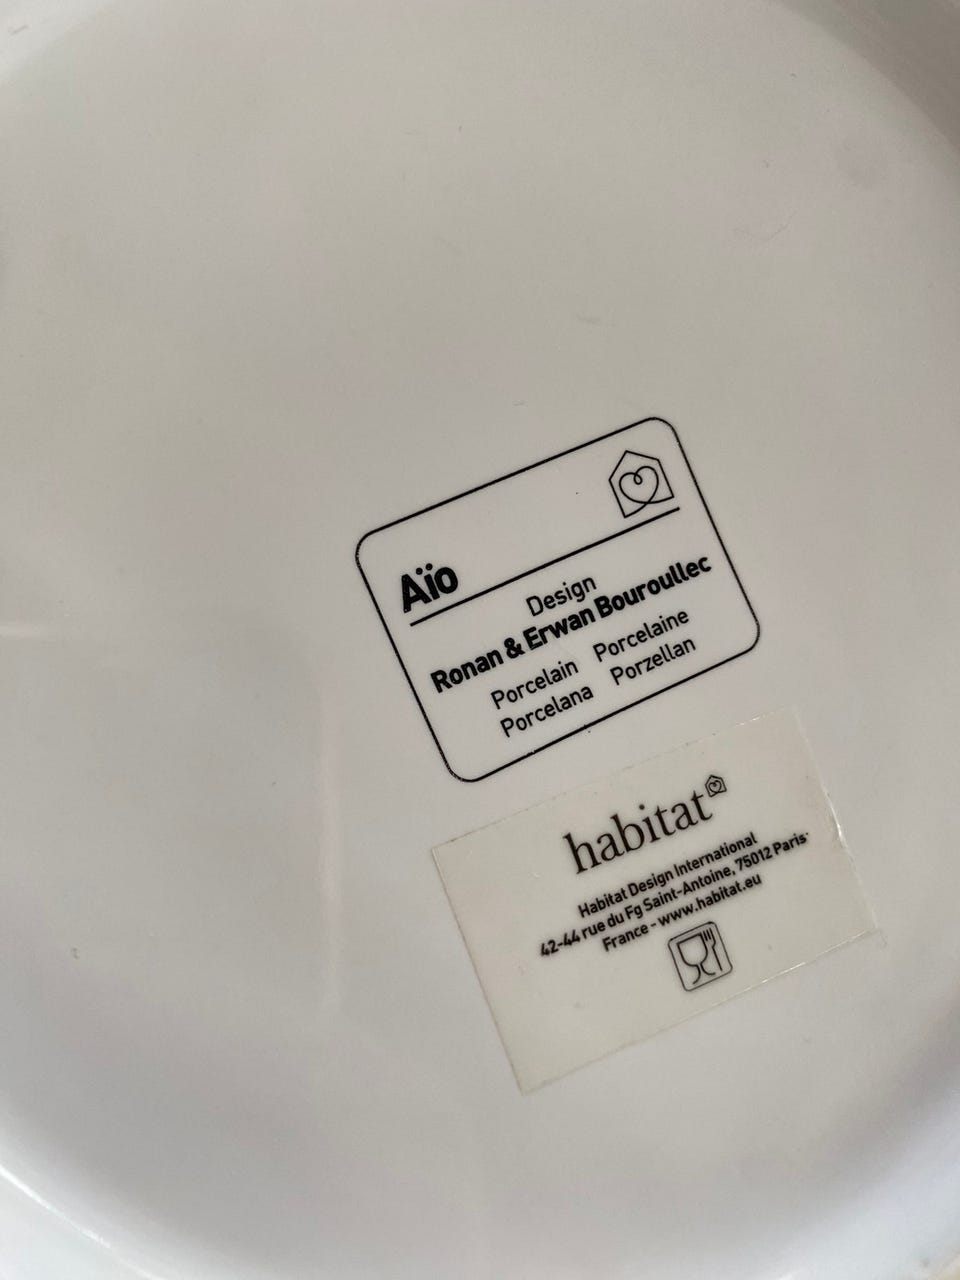 Aïo
Design
Ronan & Erwan Bouroullec
Porcelain Porcelaine
Porcelana Porzellan
habitat
Habitat Design International
42-44 rue du Fg Saint-Antoine, 75012 Paris
France - www.habitat.eu